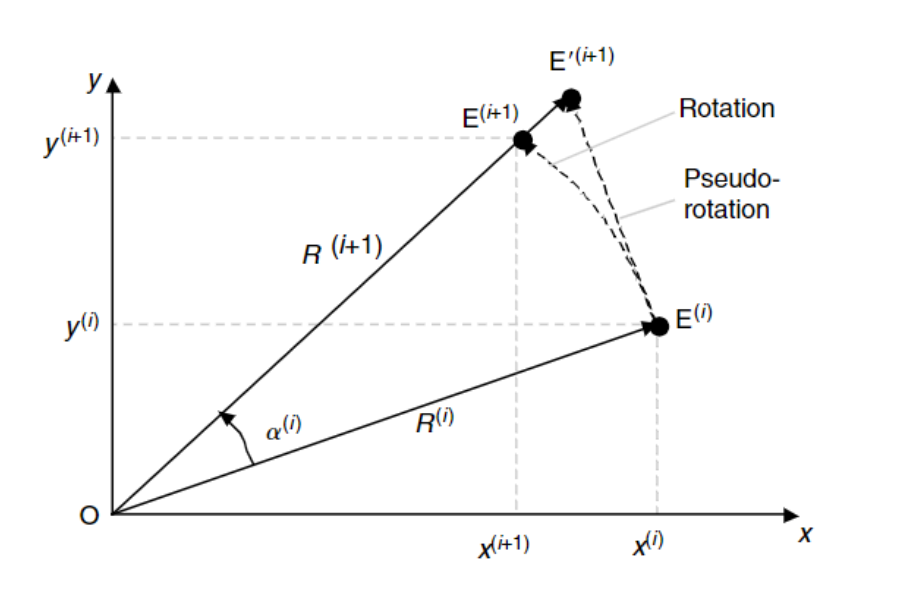 E′(i+1)
y
E(i+1)
Rotation
y(i+1)
Pseudo-
rotation
R (i+1)
y(i)
E(i)
α(i)
R(i)
O
x
x(i+1)
x(i)